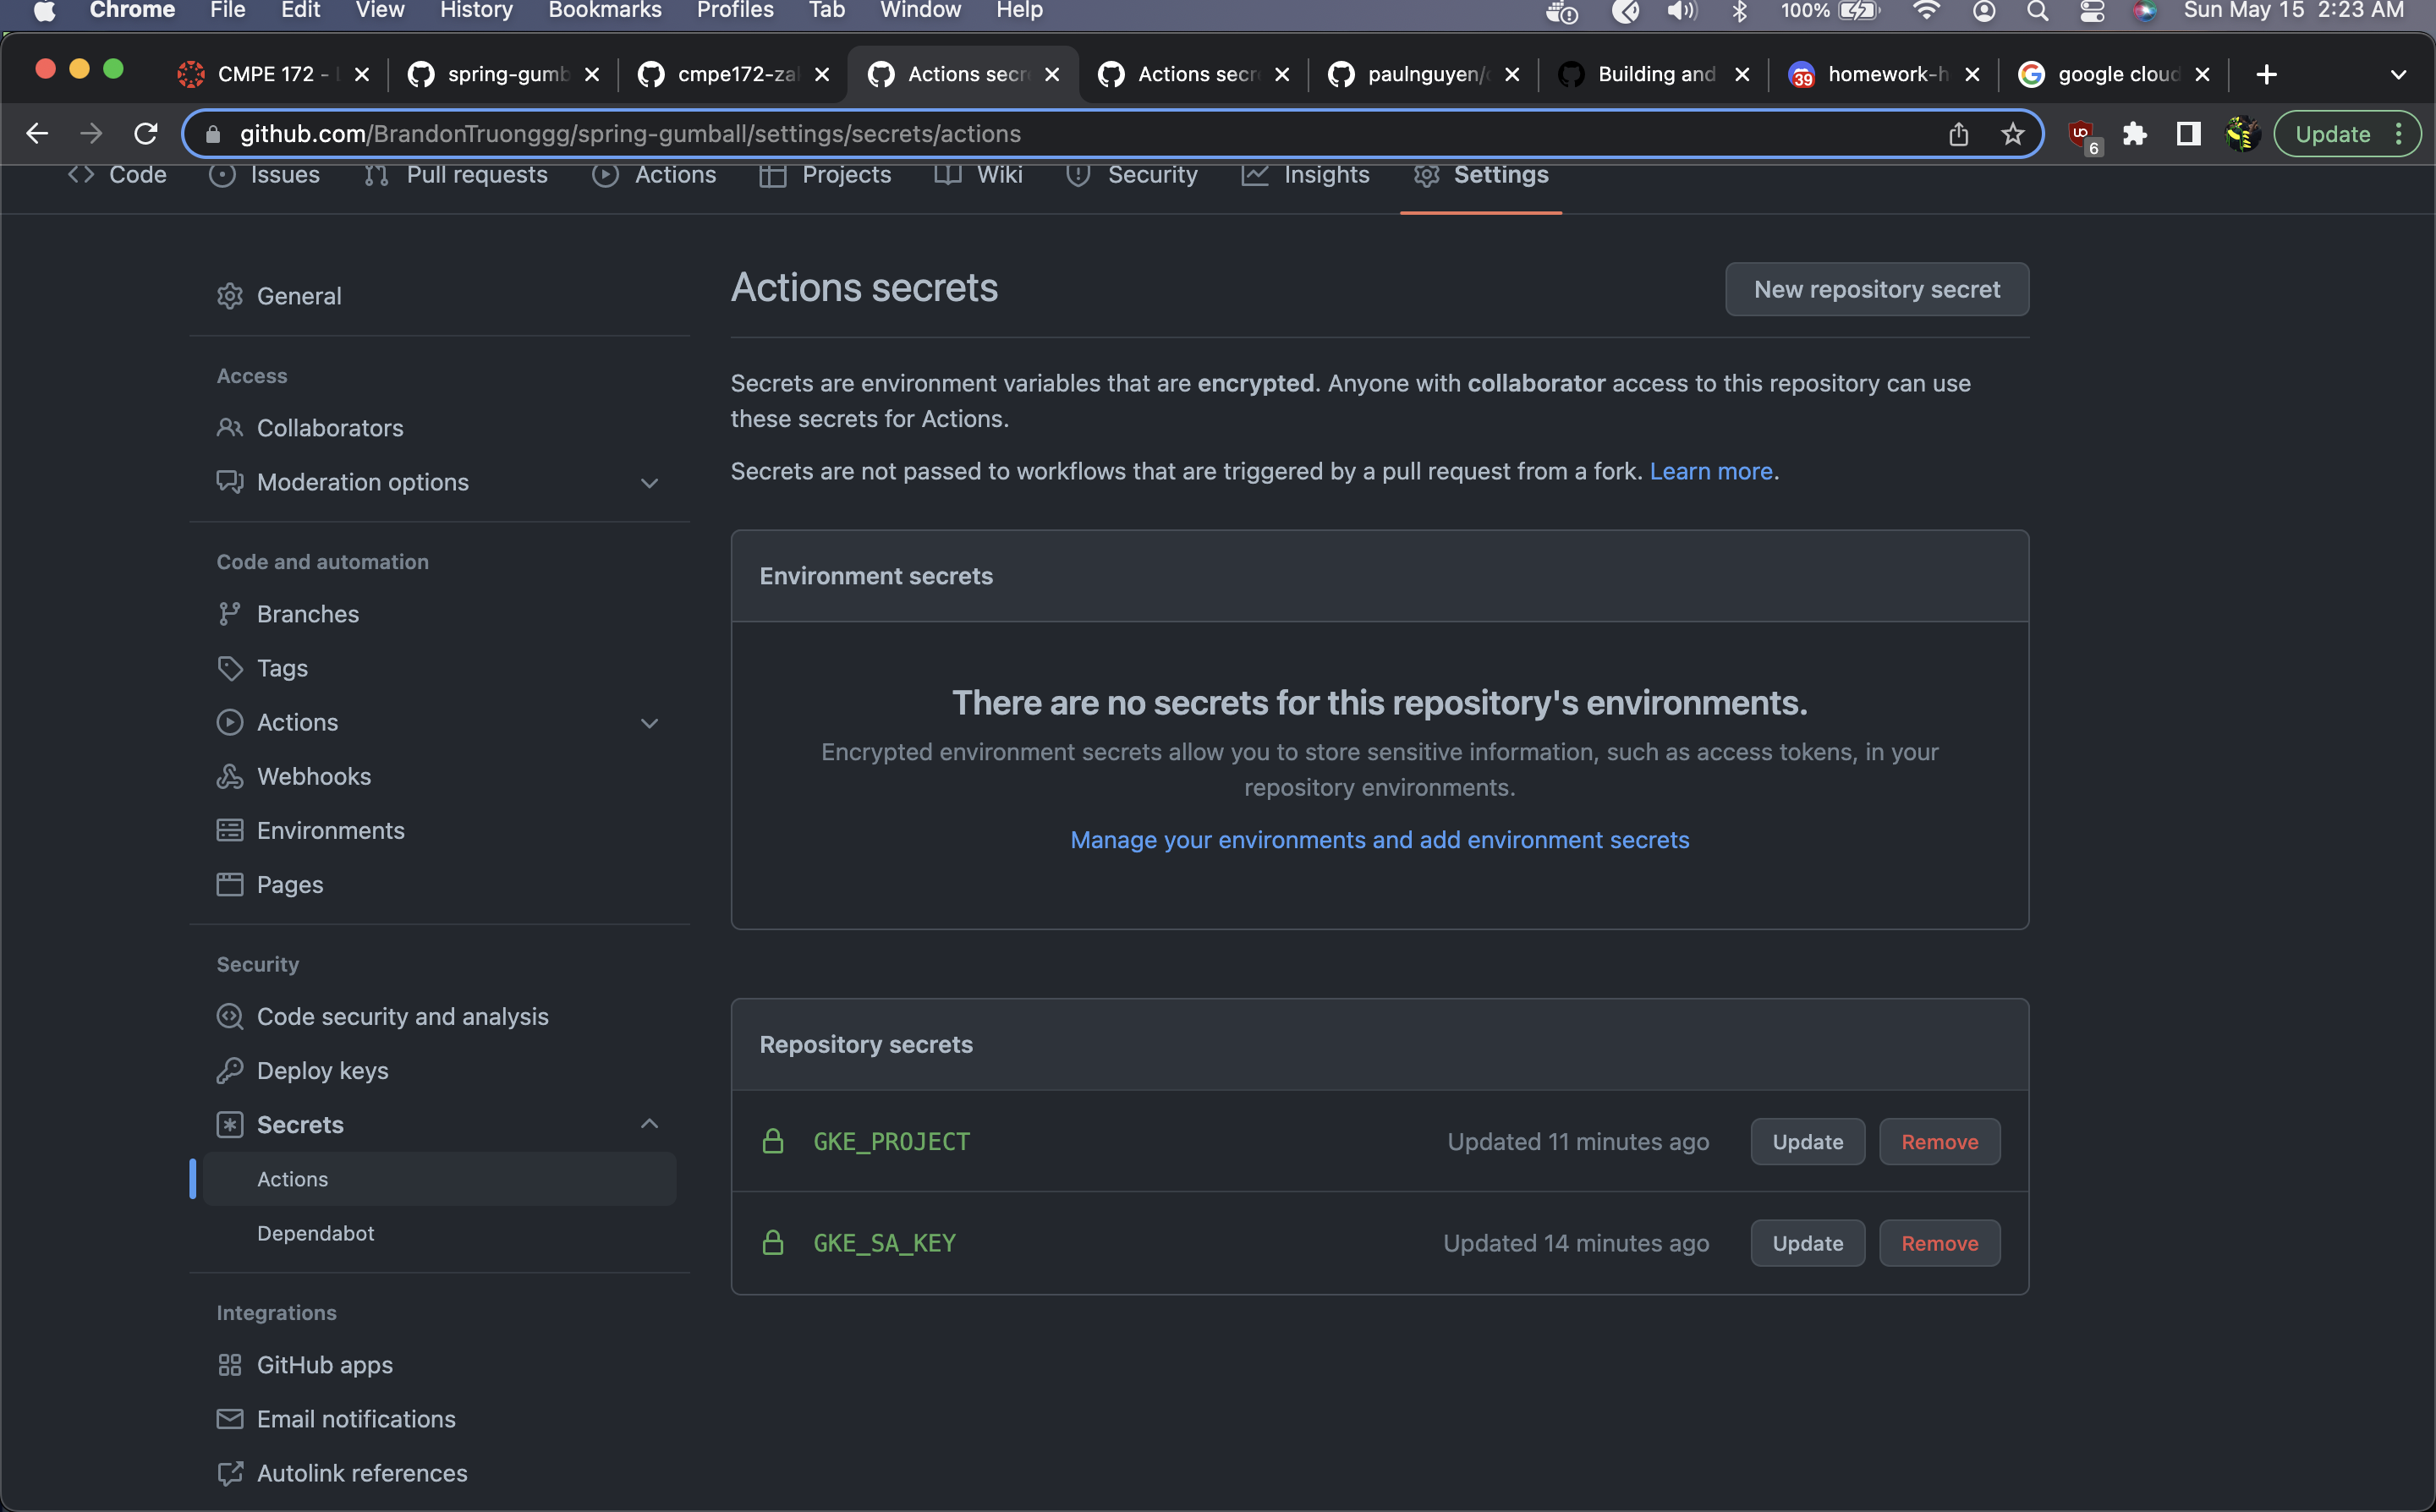 Chrome File Edit View History Bookmarks Profiles Tab Window Help 100% Sun May 15 2:23 AM
CMPE 172 - spring-gumb cmpe172-za Actions secr Actions secr paulnguyen/ 39 Building and homework-h google cloud
github.com/BrandonTruonggg/spring-gumball/settings/secrets/actions 6 Update
Code Issues Pull requests Actions Projects Wiki Security Insights Settings
General
Access
Collaborators
Moderation options
Code and automation
Branches
Tags
Actions
Webhooks
Environments
Pages
Security
Code security and analysis
Deploy keys
Secrets
Actions
Dependabot
Integrations
GitHub apps
Email notifications
Autolink references
Actions secrets
New repository secret
Secrets are environment variables that are encrypted. Anyone with collaborator access to this repository can use
these secrets for Actions.
Secrets are not passed to workflows that are triggered by a pull request from a fork. Learn more.
Environment secrets
There are no secrets for this repository's environments.
Encrypted environment secrets allow you to store sensitive information, such as access tokens, in your
repository environments.
Manage your environments and add environment secrets
Repository secrets
GKE_PROJECT Updated 11 minutes ago Update Remove
GKE_SA_KEY Updated 14 minutes ago Update Remove